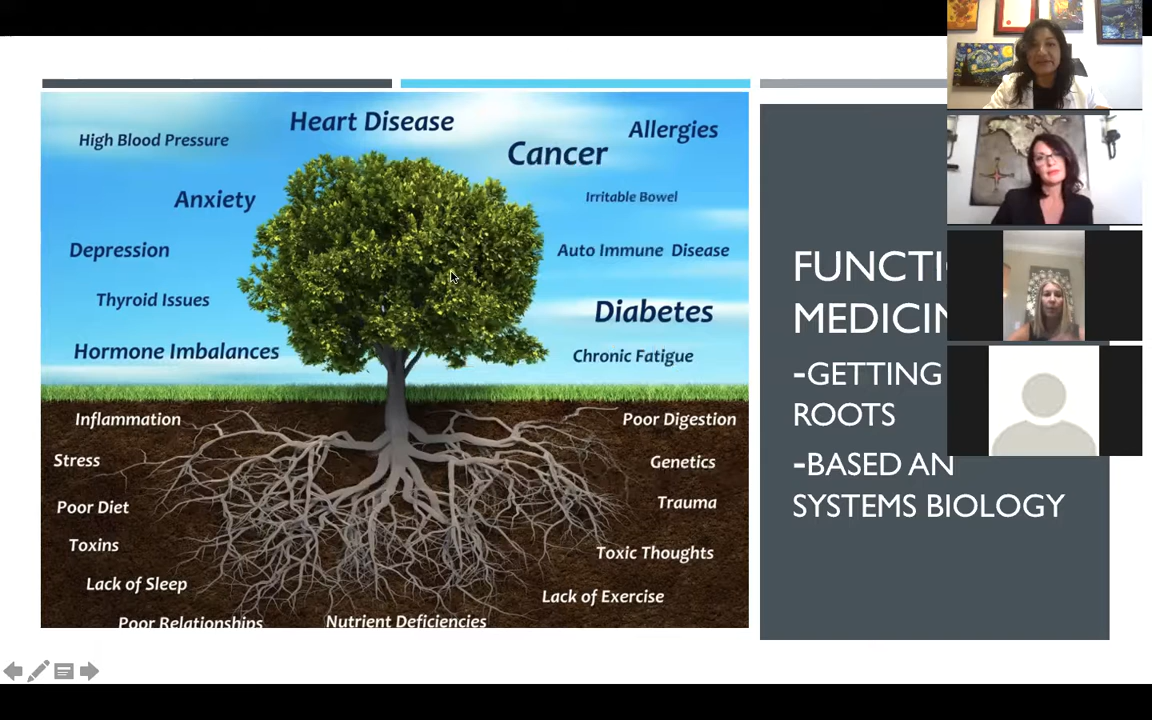 Heart Disease
High Blood Pressure
Allergies
Cancer
Anxiety
Irritable Bowel
Depression
Auto Immune Disease
Thyroid Issues
Diabetes
Hormone Imbalances
Chronic Fatigue
Inflammation
Poor Digestion
Stress
Genetics
Poor Diet
Trauma
Toxins
Toxic Thoughts
Lack of Sleep
Lack of Exercise
Poor Relationships
Nutrient Deficiencies
-GETTING
ROOTS
-BASED AN
SYSTEMS BIOLOGY